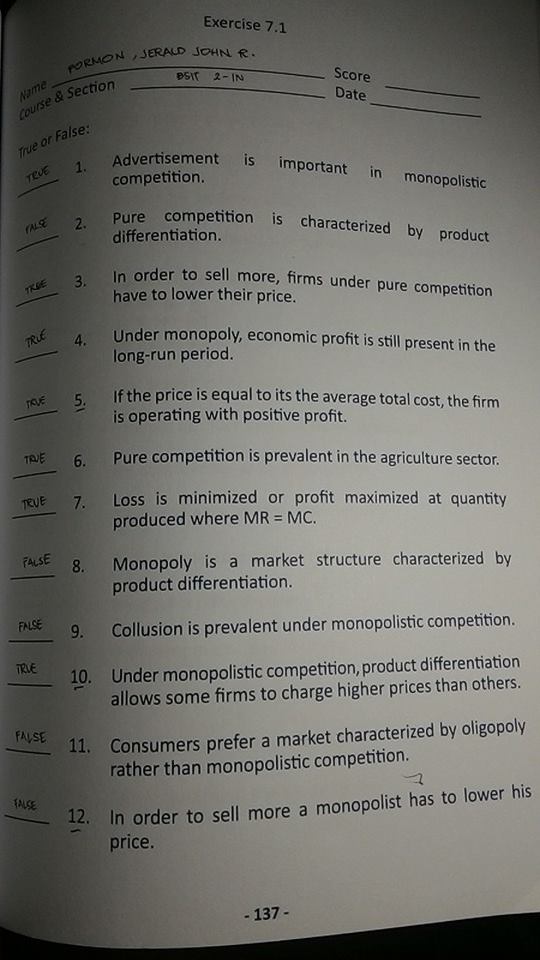 Exercise 7.1
Name PORMON, JERALD JOHN R. Score
Course & Section BSIT 2-1N Date
True or False:
TRUE 1. Advertisement is important in monopolistic
competition.
FALSE 2. Pure competition is characterized by product
differentiation.
TRUE 3. In order to sell more, firms under pure competition
have to lower their price.
TRUE 4. Under monopoly, economic profit is still present in the
long-run period.
TRUE 5. If the price is equal to its the average total cost, the firm
is operating with positive profit.
TRUE 6. Pure competition is prevalent in the agriculture sector.
TRUE 7. Loss is minimized or profit maximized at quantity
produced where MR = MC.
FALSE 8. Monopoly is a market structure characterized by
product differentiation.
FALSE 9. Collusion is prevalent under monopolistic competition.
TRUE 10. Under monopolistic competition, product differentiation
allows some firms to charge higher prices than others.
FALSE 11. Consumers prefer a market characterized by oligopoly
rather than monopolistic competition.
FALSE 12. In order to sell more a monopolist has to lower his
price.
- 137 -